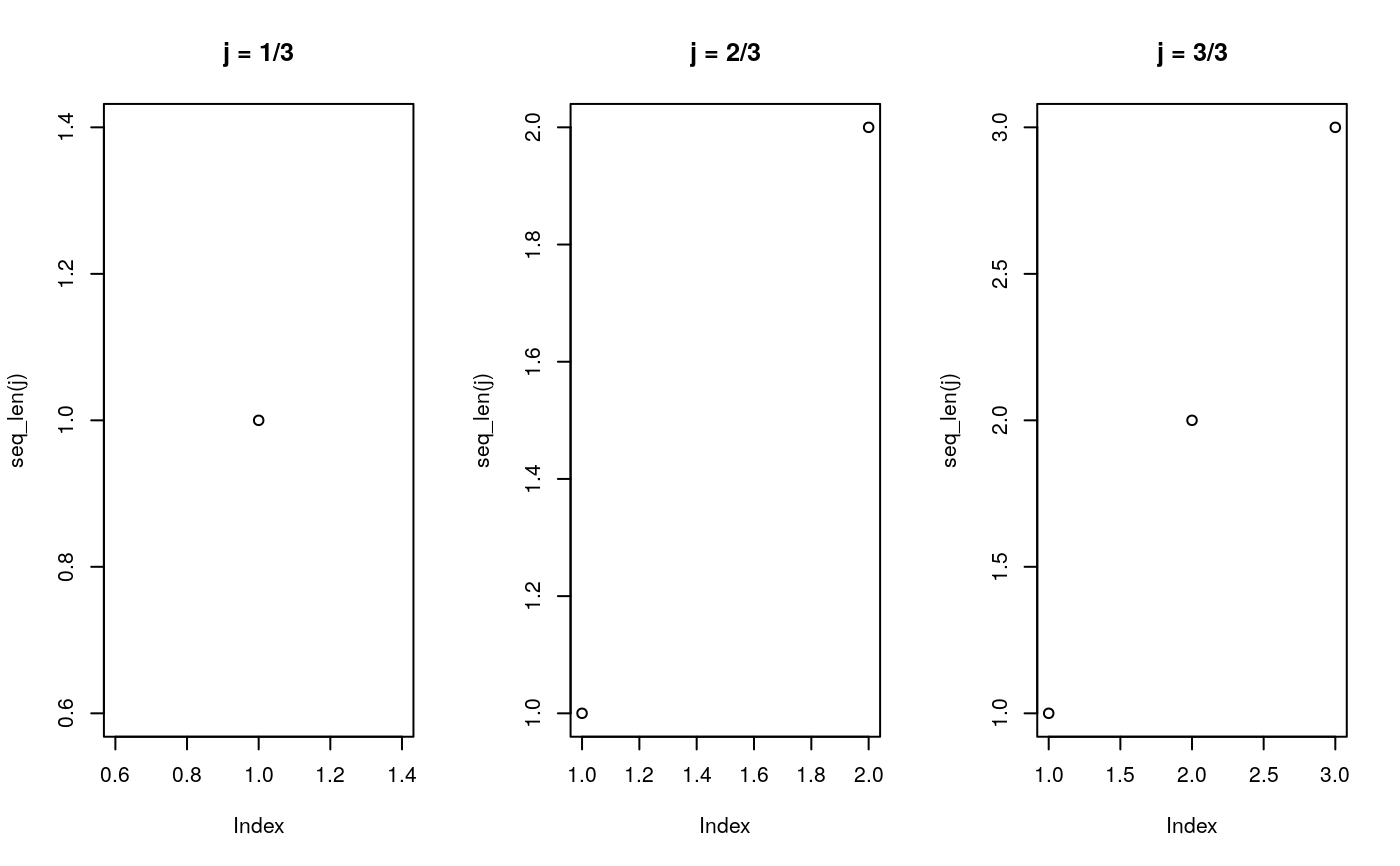 j = 1/3
1.4
1.2
1.0
0.8
0.6
seq_len(j)
0.6 0.8 1.0 1.2 1.4
Index
j = 2/3
2.0
1.8
1.6
1.4
1.2
1.0
seq_len(j)
1.0 1.2 1.4 1.6 1.8 2.0
Index
j = 3/3
3.0
2.5
2.0
1.5
1.0
seq_len(j)
1.0 1.5 2.0 2.5 3.0
Index